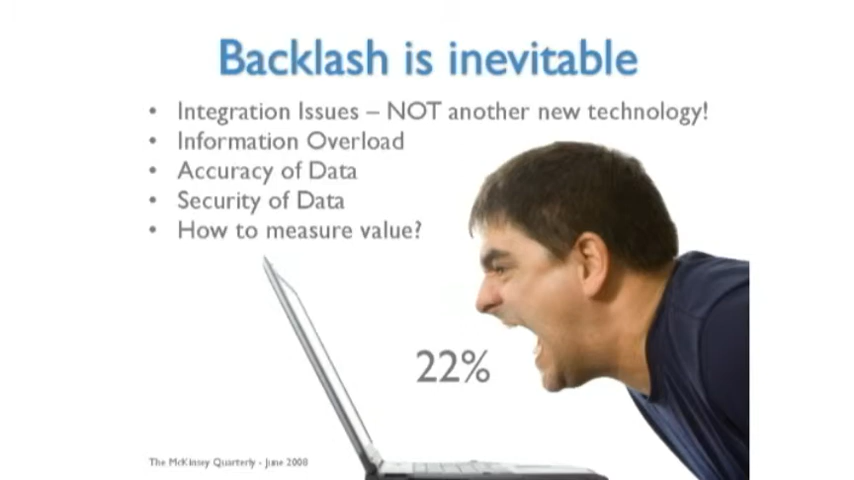 Backlash is inevitable
• Integration Issues – NOT another new technology!
• Information Overload
• Accuracy of Data
• Security of Data
• How to measure value?
22%
The McKinsey Quarterly - June 2008